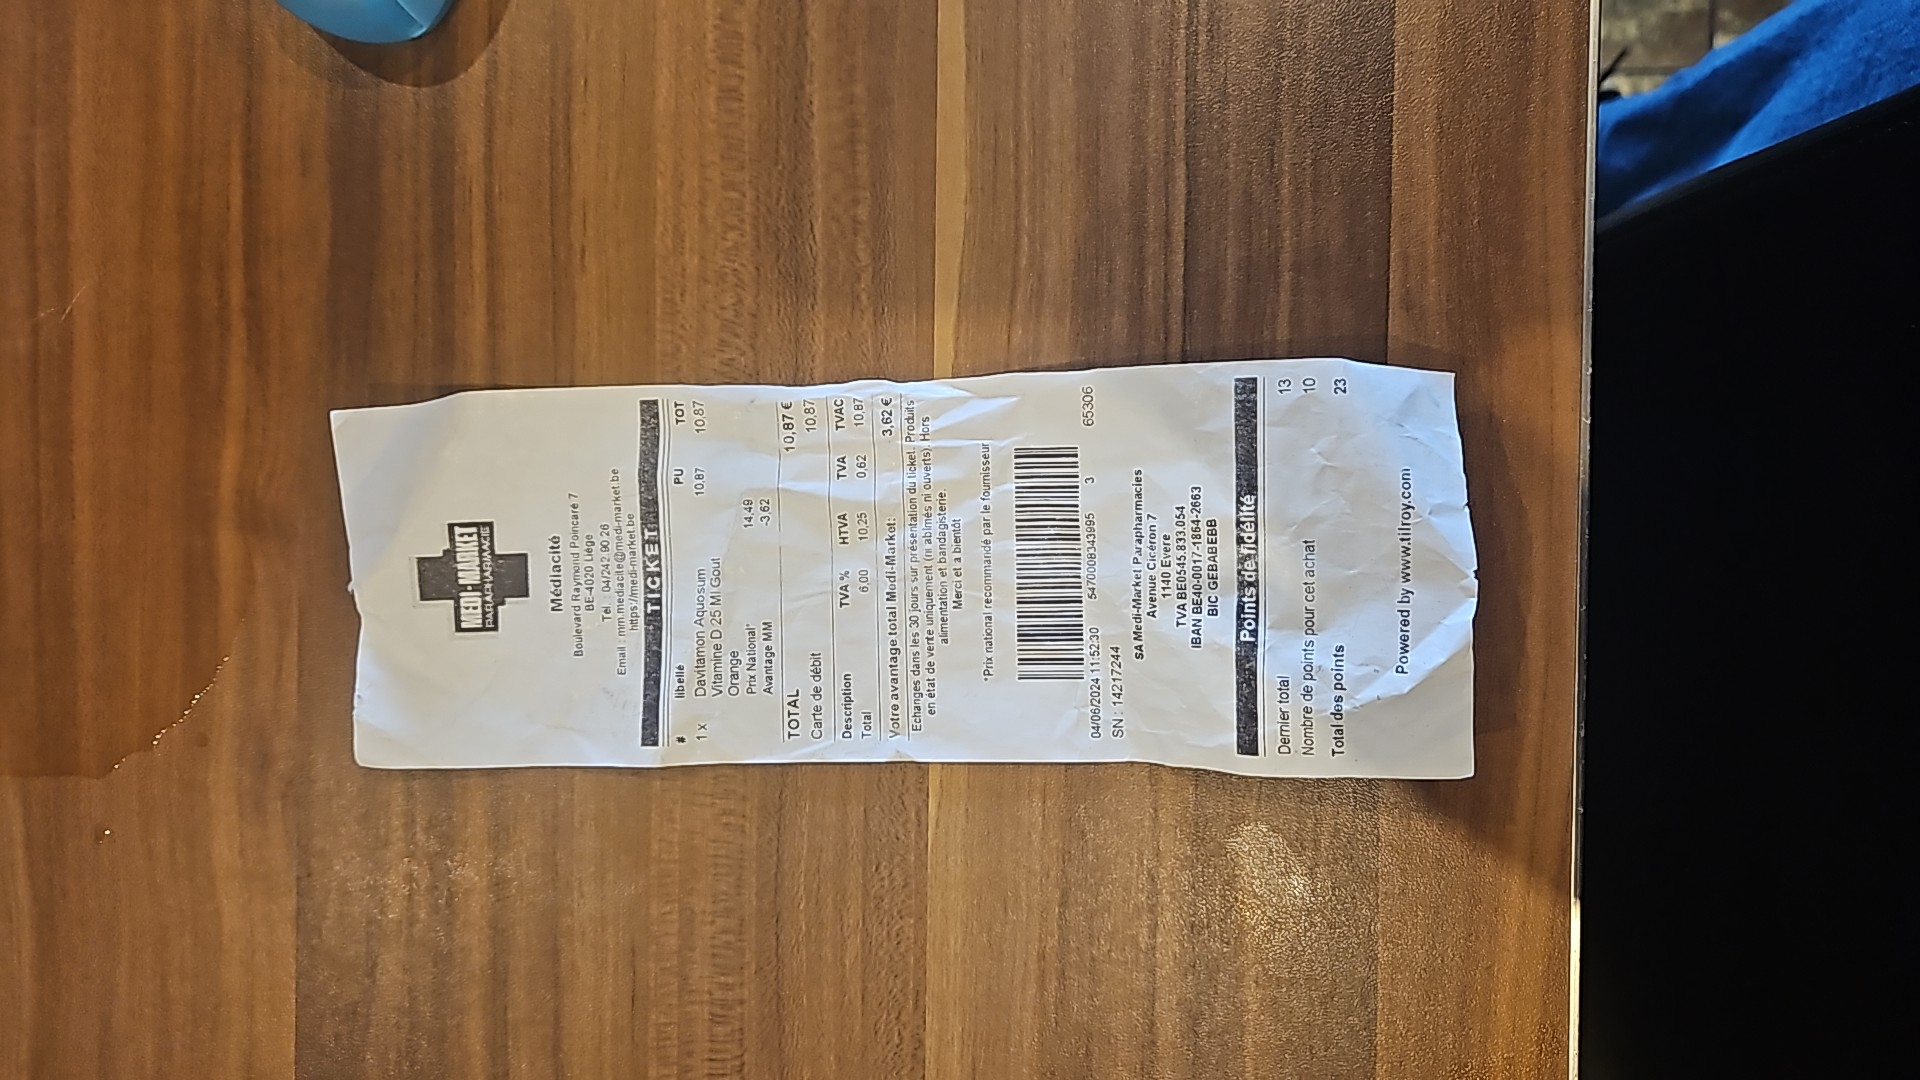 MEDI-MARKET
PARAPHARMACIE
Médiacité
Boulevard Raymond Poincaré 7
BE-4020 Liège
Tél : 04/242 90 26
Email : mm.mediacite@medi-market.be
https://medi-market.be
TICKET
# libellé PU TOT
1 x Davitamon Aquosum 10,87 10,87
Vitamine D 25 Ml Gout
Orange
Prix National* 14,49
Avantage MM -3,62
TOTAL 10,87 €
Carte de débit 10,87
Description TVA % HTVA TVA TVAC
Total 6,00 10,25 0,62 10,87
Votre avantage total Medi-Market: 3,62 €
Echanges dans les 30 jours sur présentation du ticket. Produits
en état de vente uniquement (ni abîmés ni ouverts). Hors
alimentation et bandagisterie.
Merci et à bientôt
*Prix national recommandé par le fournisseur
04/06/2024 11:52:30 5470008343995 3 65306
SN : 14217244
SA Medi-Market Parapharmacies
Avenue Cicéron 7
1140 Evere
TVA BE0545.833.054
IBAN BE40-0017-1864-2663
BIC GEBABEBB
Points de fidélité
Dernier total 13
Nombre de points pour cet achat 10
Total des points 23
Powered by www.tilroy.com